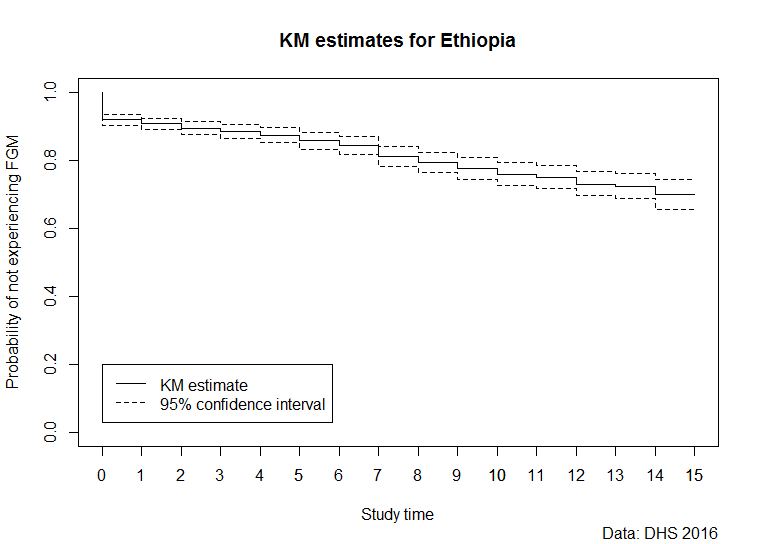 KM estimates for Ethiopia
Probability of not experiencing FGM
1.0
0.8
0.6
0.4
0.2
0.0
KM estimate
95% confidence interval
0 1 2 3 4 5 6 7 8 9 10 11 12 13 14 15
Study time
Data: DHS 2016